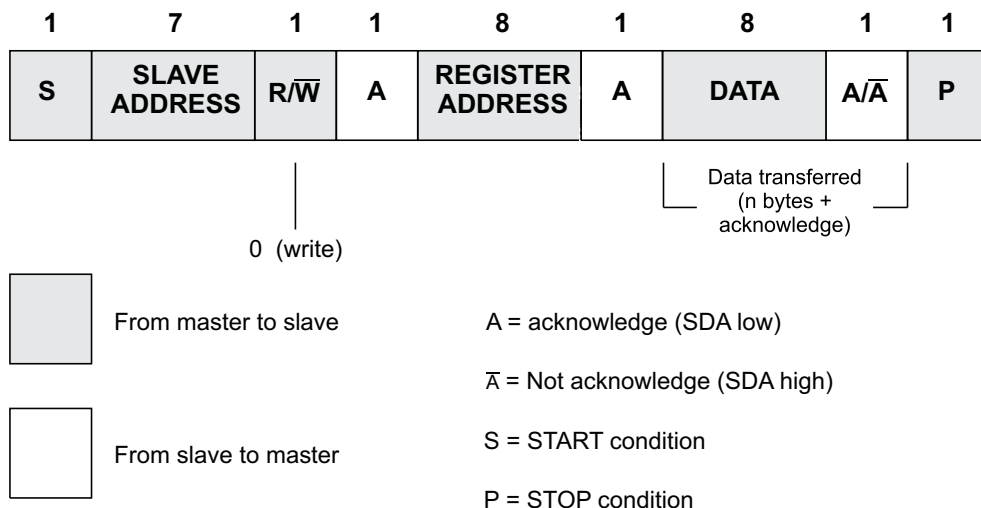 1 7 1 1 8 1 8 1 1
S SLAVE ADDRESS R/W̅ A REGISTER ADDRESS A DATA A/A̅ P
Data transferred
(n bytes +
acknowledge)
0 (write)
From master to slave
A = acknowledge (SDA low)
A̅ = Not acknowledge (SDA high)
From slave to master
S = START condition
P = STOP condition